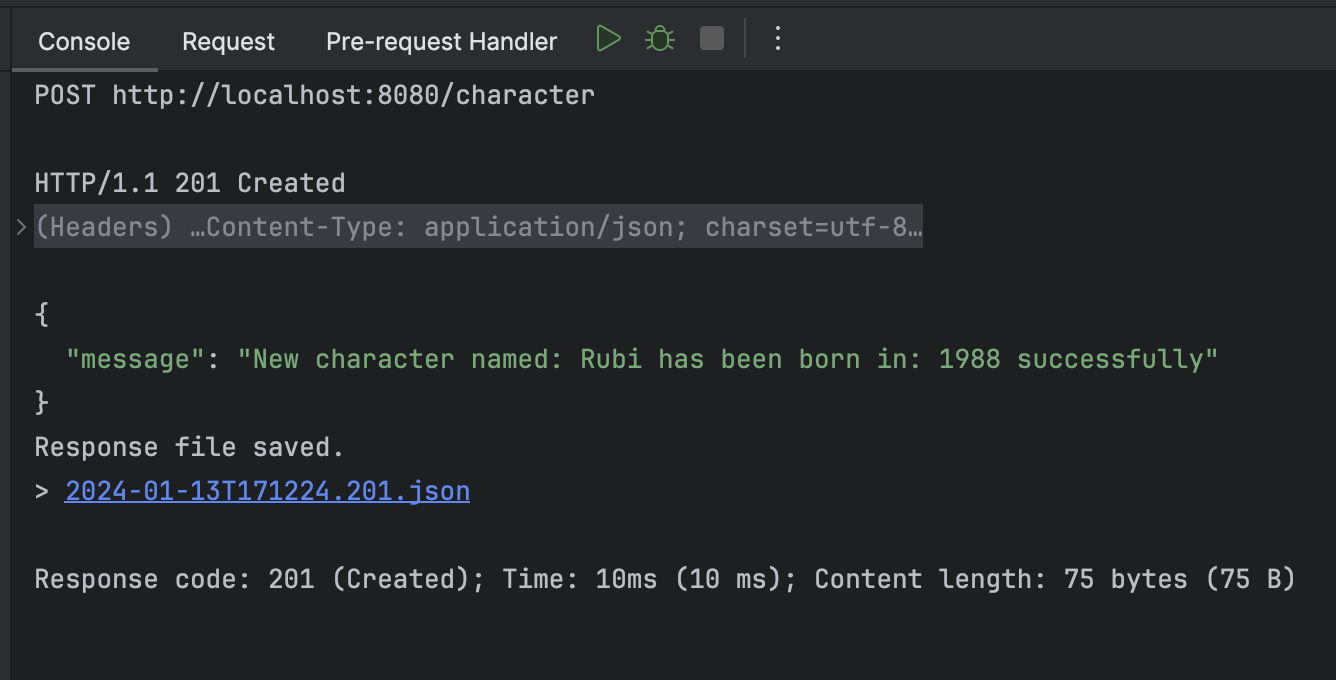 Console Request Pre-request Handler
POST http://localhost:8080/character
HTTP/1.1 201 Created
(Headers) …Content-Type: application/json; charset=utf-8…
{
"message": "New character named: Rubi has been born in: 1988 successfully"
}
Response file saved.
> 2024-01-13T171224.201.json
Response code: 201 (Created); Time: 10ms (10 ms); Content length: 75 bytes (75 B)